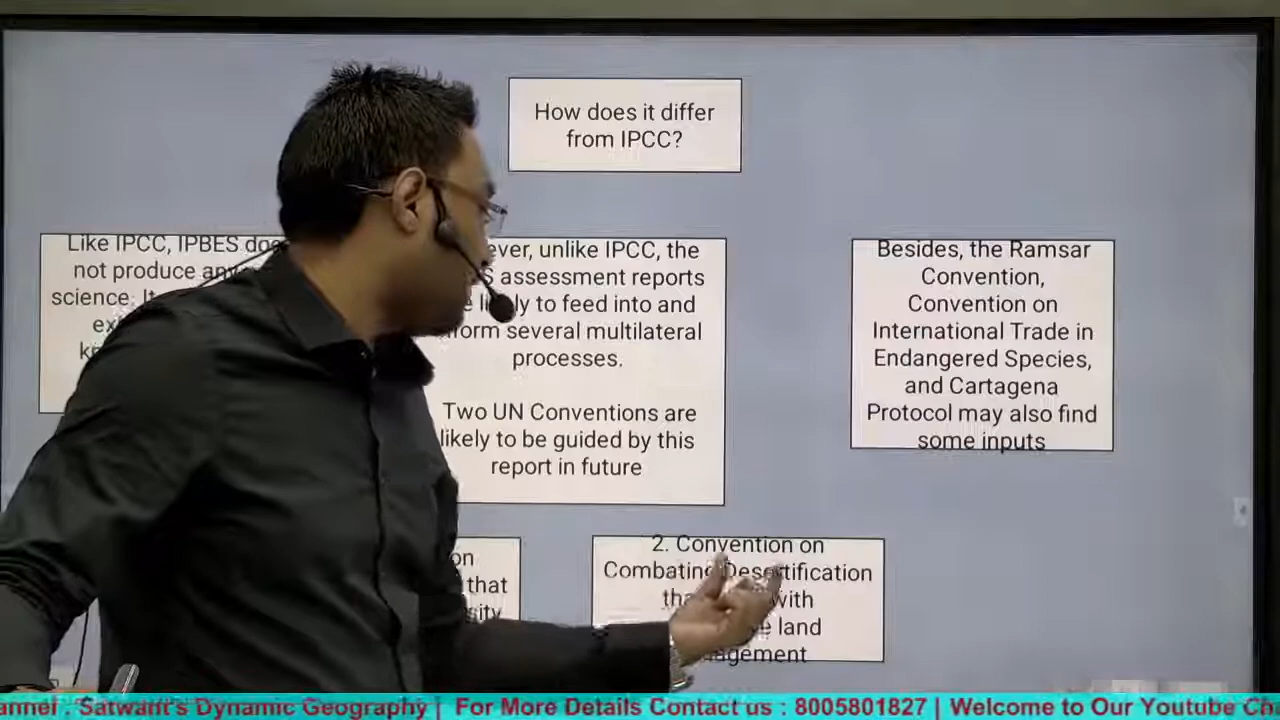 How does it differ
from IPCC?
Like IPCC, IPBES
not produce
science.
ever, unlike IPCC, the
S assessment reports
to feed into and
form several multilateral
processes.
Two UN Conventions are
likely to be guided by this
report in future
Besides, the Ramsar
Convention,
Convention on
International Trade in
Endangered Species,
and Cartagena
Protocol may also find
some inputs
on
that
2. Convention on
Combating Desertification
with
land
agement
annel : Satwant's Dynamic Geography | For More Details Contact us : 8005801827 | Welcome to Our Youtube Cha